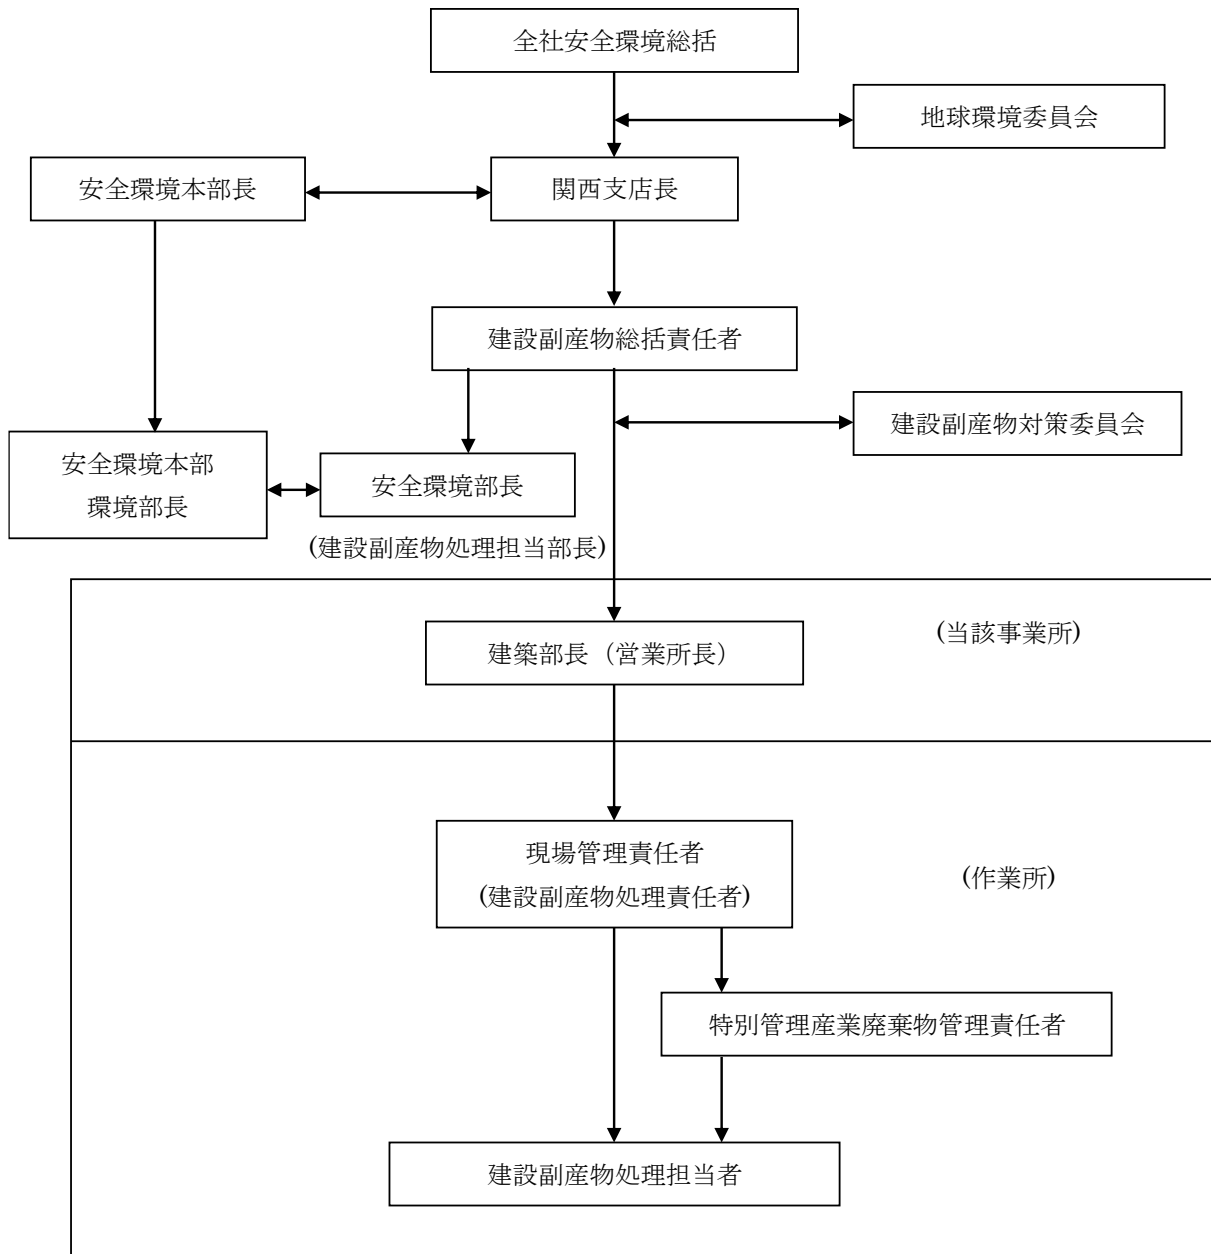 全社安全環境総括
地球環境委員会
安全環境本部長
関西支店長
建設副産物総括責任者
建設副産物対策委員会
安全環境本部
環境部長
安全環境部長
(建設副産物処理担当部長)
(当該事業所)
建築部長（営業所長）
現場管理責任者
(建設副産物処理責任者)
(作業所)
特別管理産業廃棄物管理責任者
建設副産物処理担当者